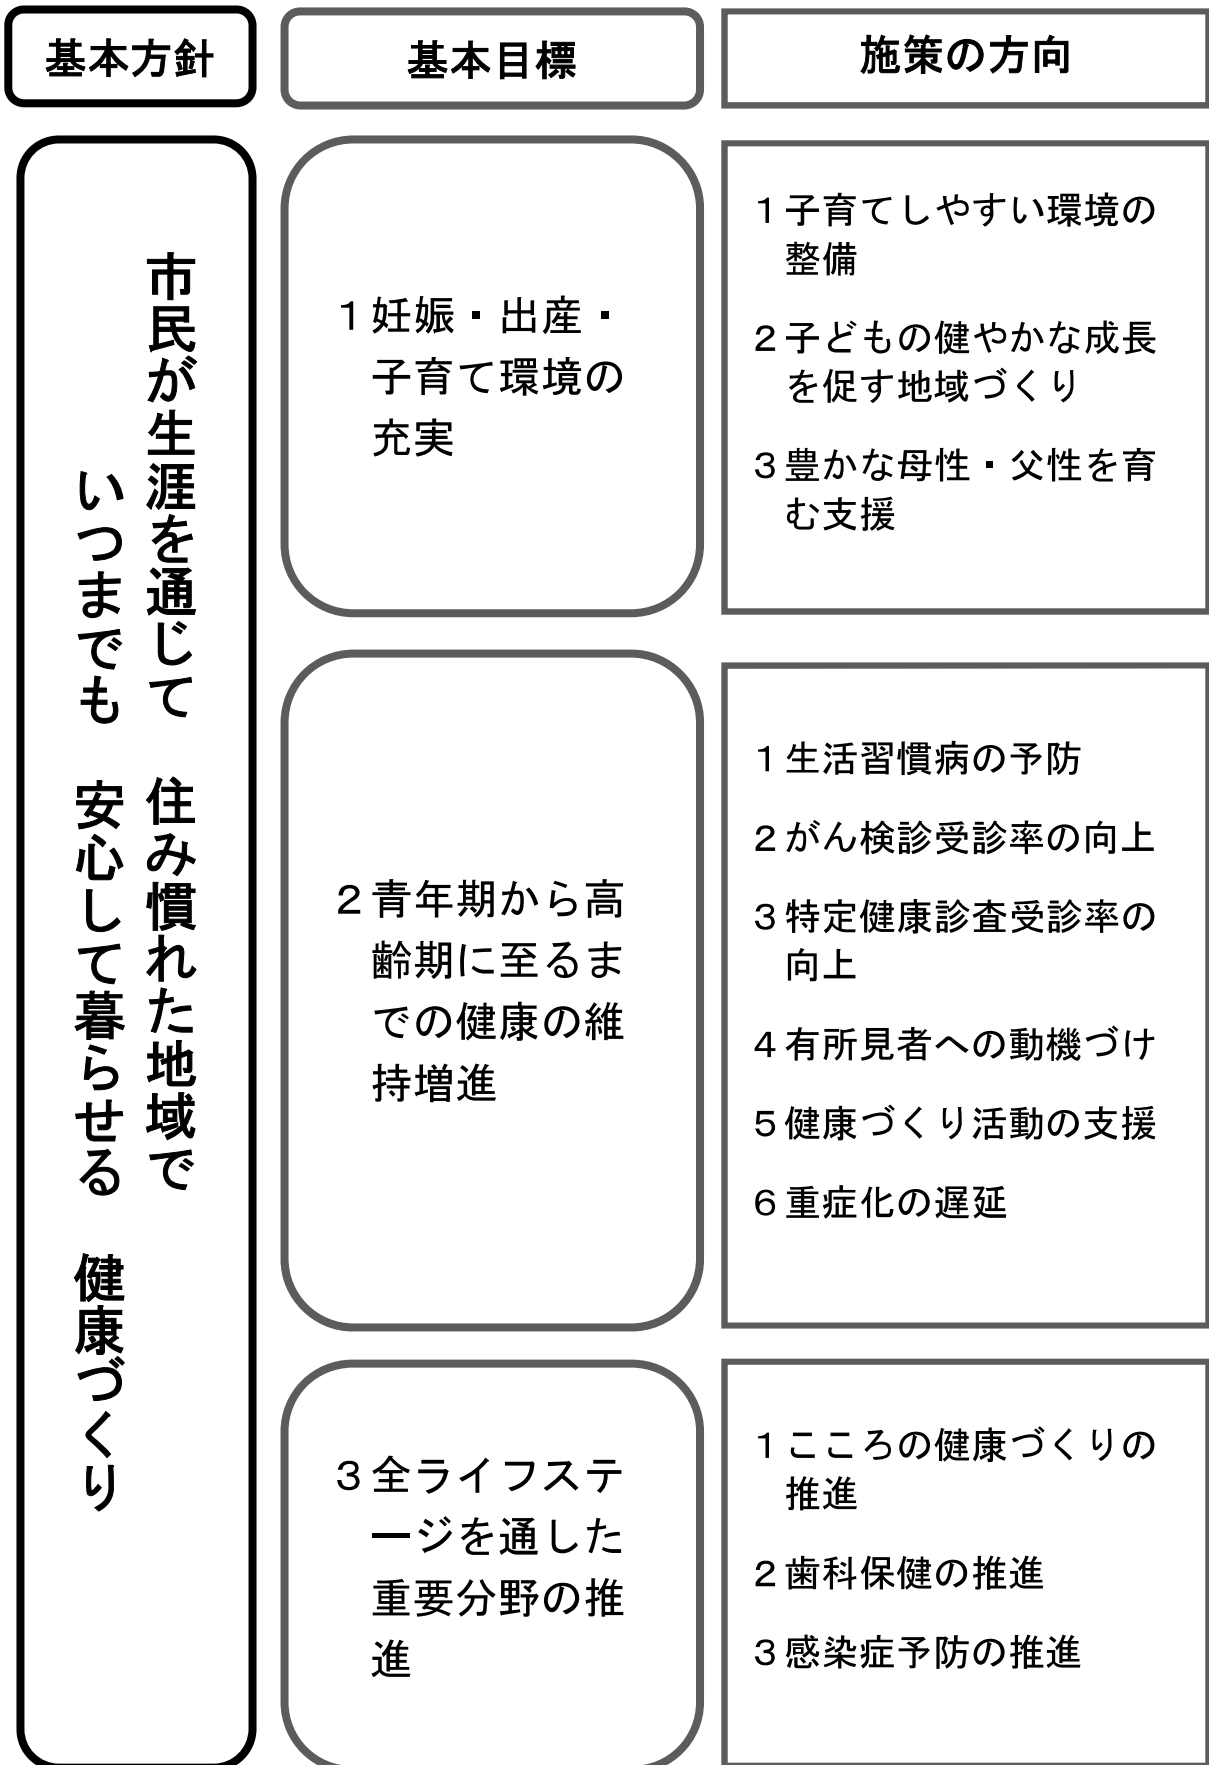 基本方針
基本目標
施策の方向
市民が生涯を通じて　住み慣れた地域で
いつまでも　安心して暮らせる　健康づくり
1 妊娠・出産・
子育て環境の
充実
1 子育てしやすい環境の
整備
2 子どもの健やかな成長
を促す地域づくり
3 豊かな母性・父性を育
む支援
2 青年期から高
齢期に至るま
での健康の維
持増進
1 生活習慣病の予防
2 がん検診受診率の向上
3 特定健康診査受診率の
向上
4 有所見者への動機づけ
5 健康づくり活動の支援
6 重症化の遅延
3 全ライフステ
ージを通した
重要分野の推
進
1 こころの健康づくりの
推進
2 歯科保健の推進
3 感染症予防の推進